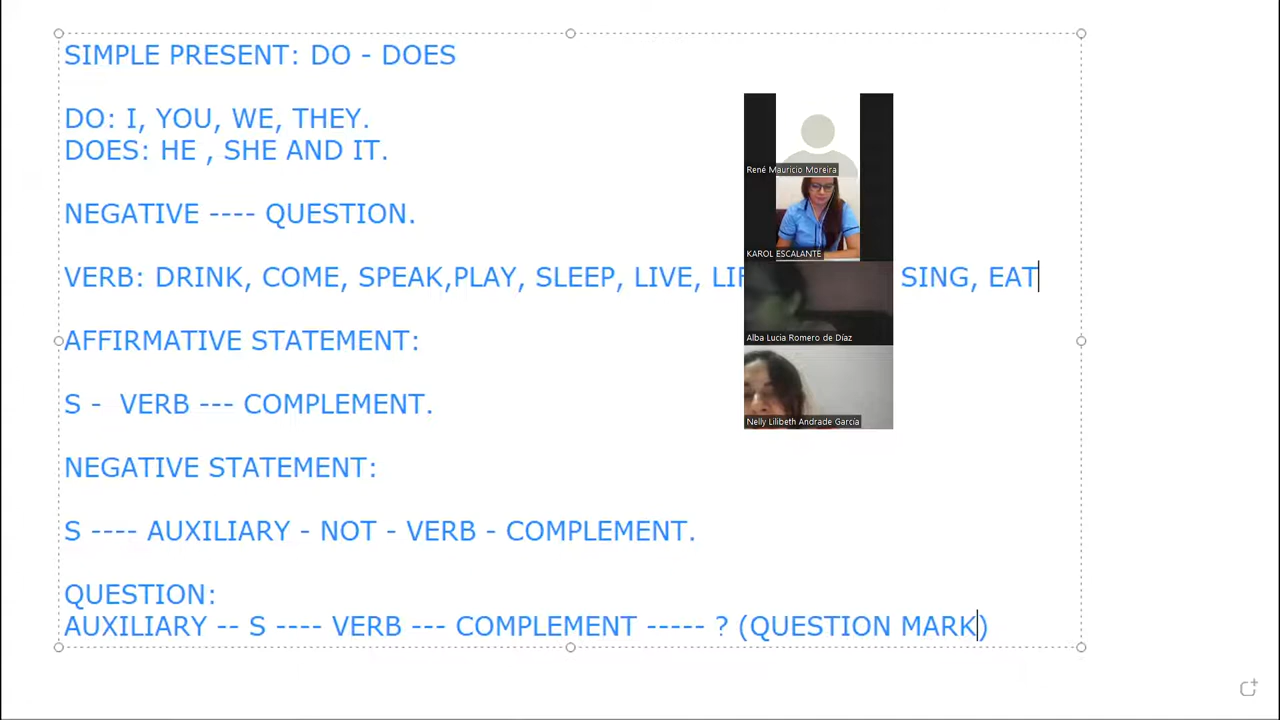 SIMPLE PRESENT: DO - DOES
DO: I, YOU, WE, THEY.
DOES: HE , SHE AND IT.
NEGATIVE ---- QUESTION.
VERB: DRINK, COME, SPEAK,PLAY, SLEEP, LIVE, SING, EAT
AFFIRMATIVE STATEMENT:
S - VERB --- COMPLEMENT.
NEGATIVE STATEMENT:
S ---- AUXILIARY - NOT - VERB - COMPLEMENT.
QUESTION:
AUXILIARY -- S ---- VERB --- COMPLEMENT ----- ? (QUESTION MARK)
René Mauricio Moreira
KAROL ESCALANTE
Alba Lucia Romero de Díaz
Nelly Lilibeth Andrade García